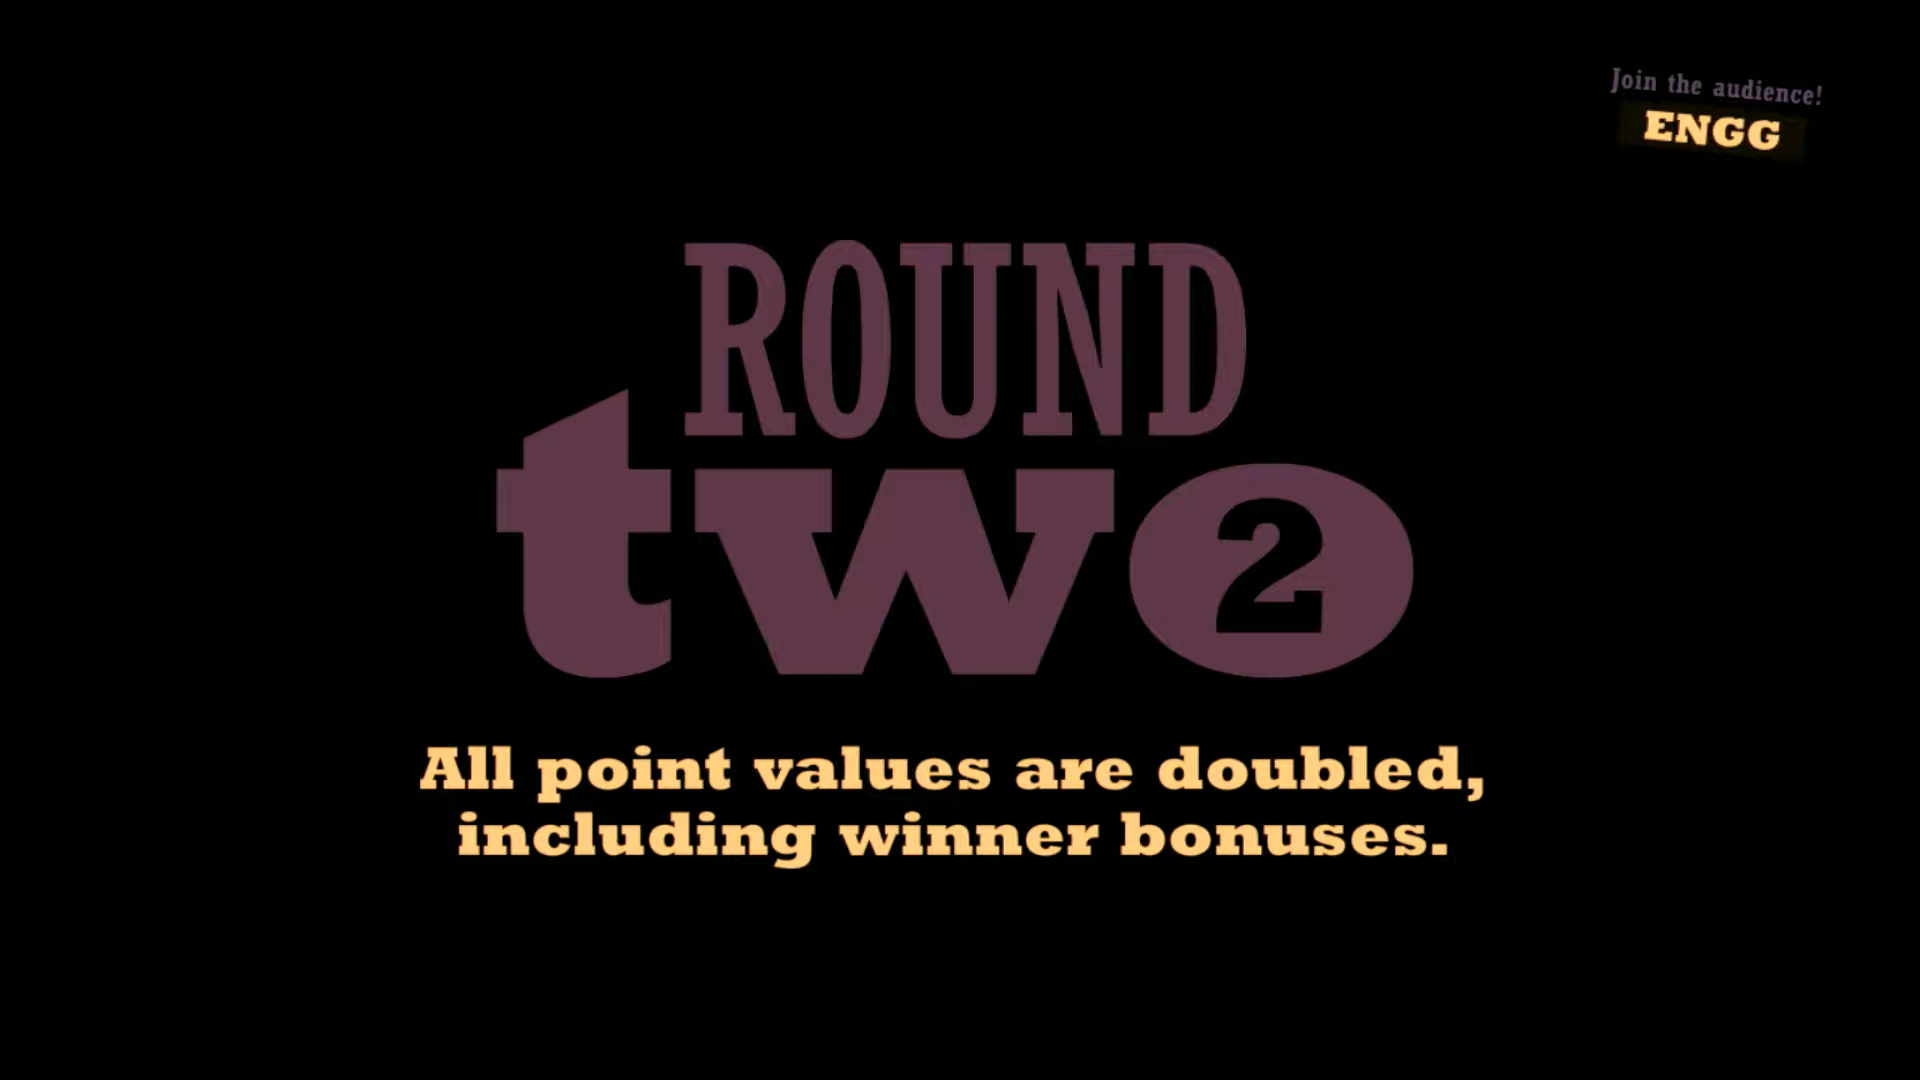 Join the audience!
ENGG
ROUND
two
2
All point values are doubled,
including winner bonuses.